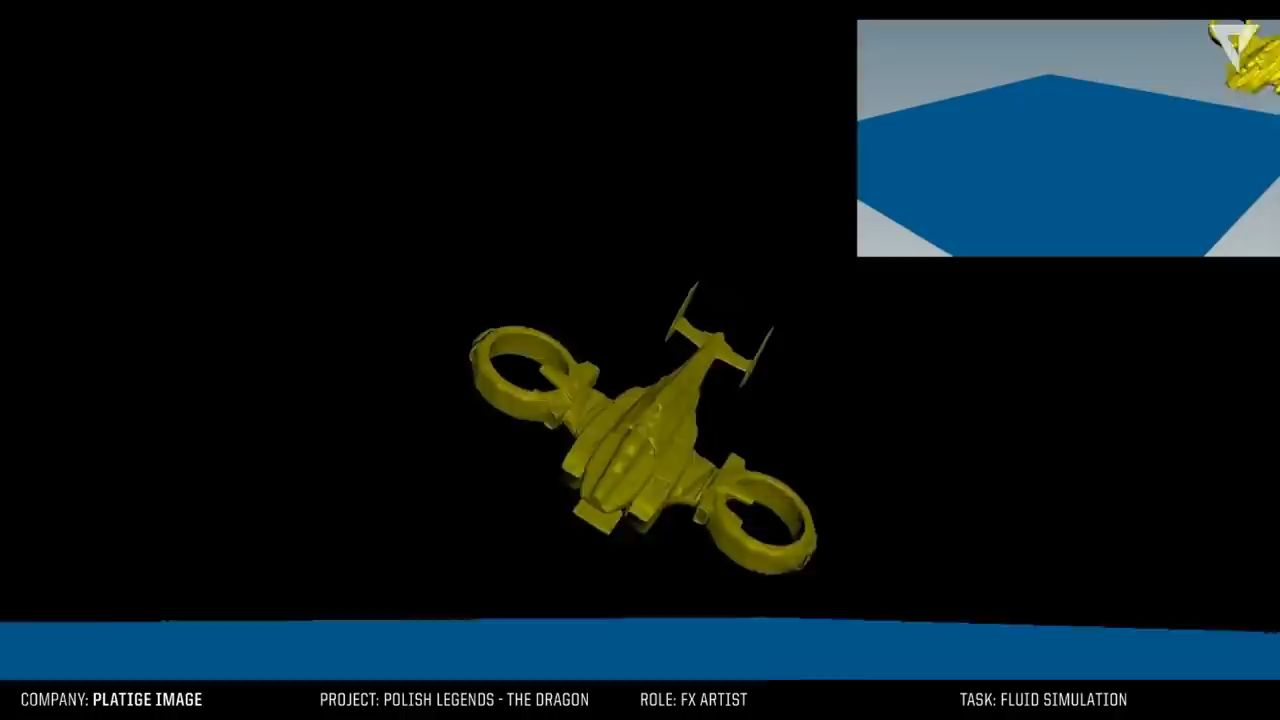 COMPANY: PLATIGE IMAGE
PROJECT: POLISH LEGENDS - THE DRAGON
ROLE: FX ARTIST
TASK: FLUID SIMULATION